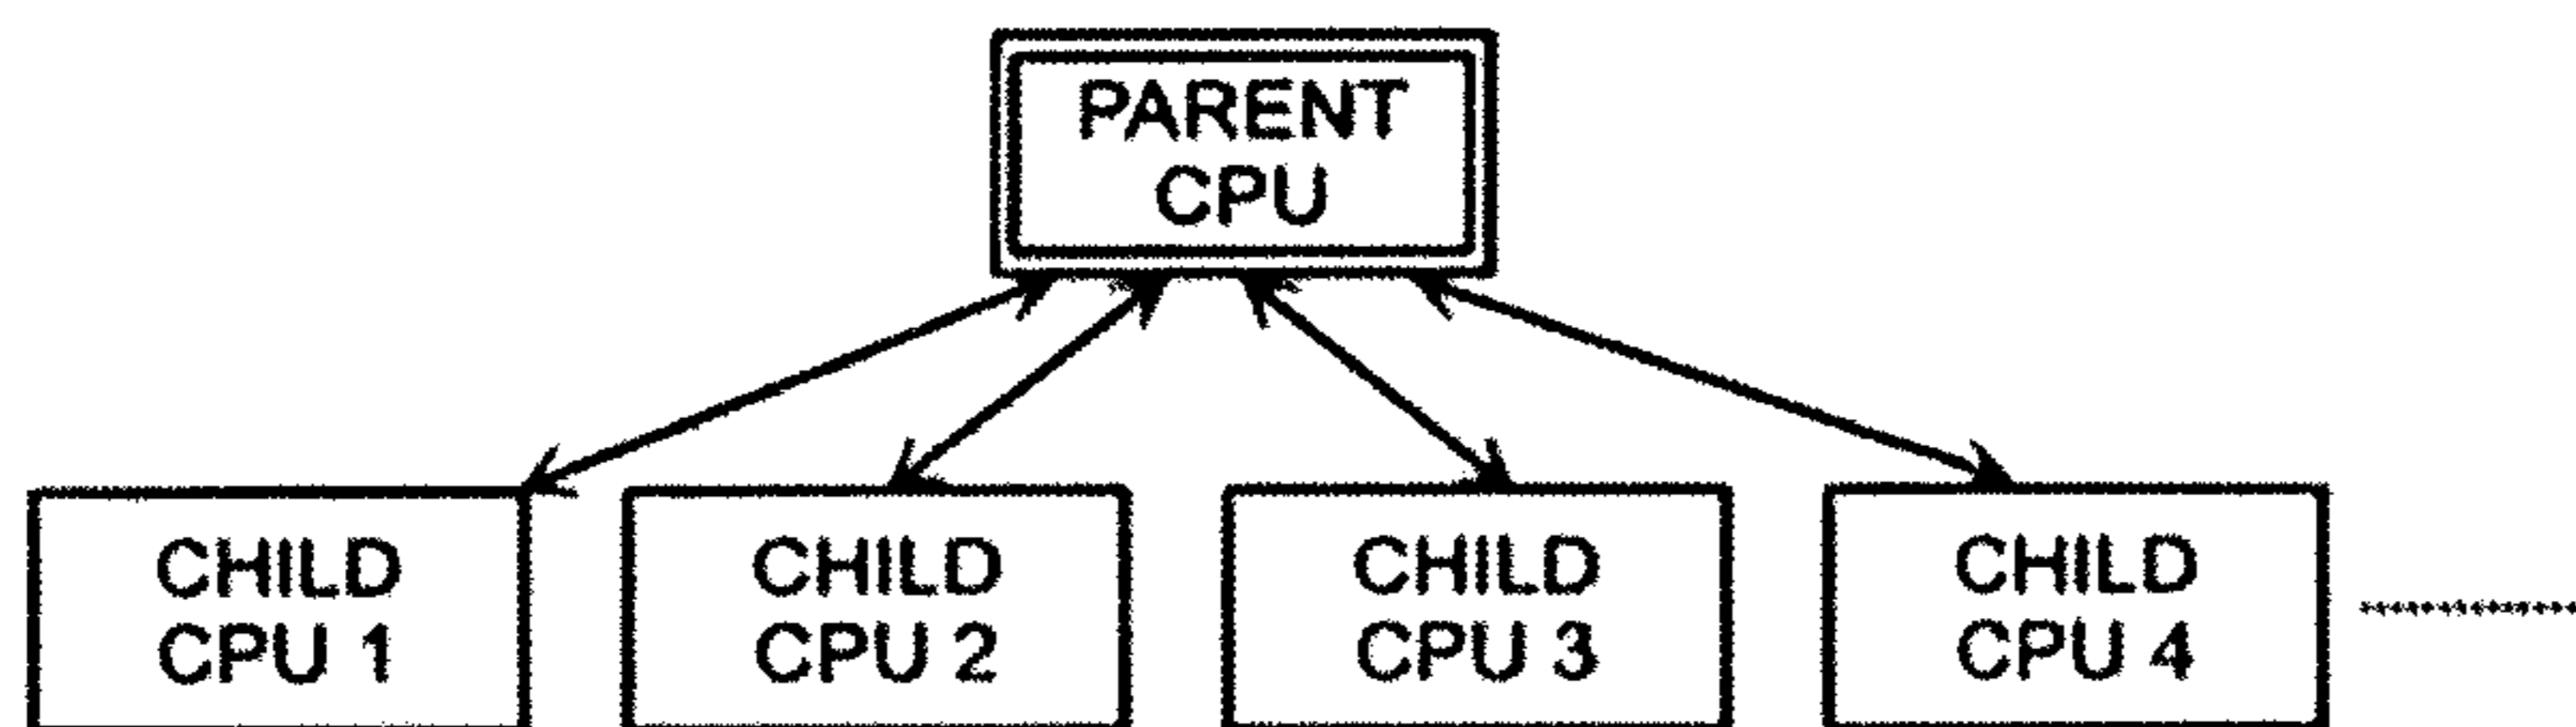 PARENT
CPU
CHILD
CPU 1
CHILD
CPU 2
CHILD
CPU 3
CHILD
CPU 4